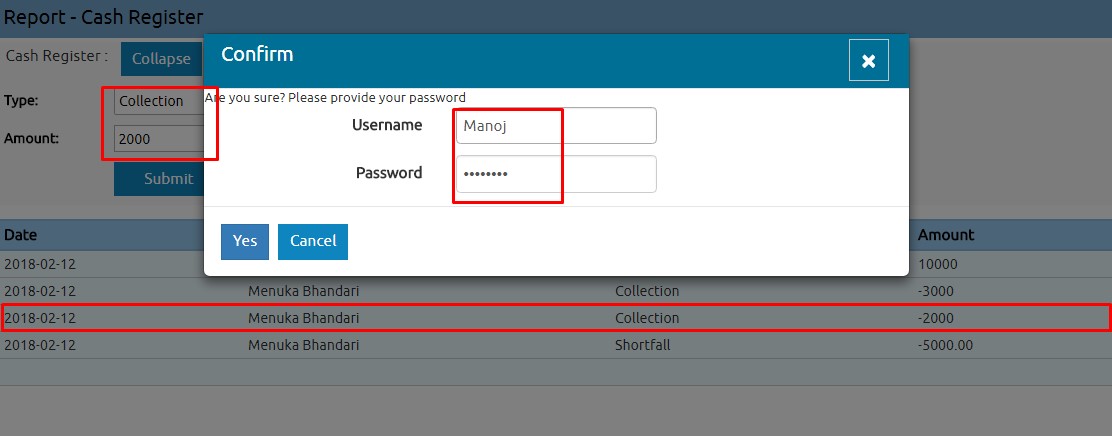 Report - Cash Register
Cash Register : Collapse
Confirm
Are you sure? Please provide your password
Type: Collection
Username Manoj
Amount: 2000
Password ••••••••
Submit
Yes Cancel
Date Amount
2018-02-12 10000
2018-02-12 Menuka Bhandari Collection -3000
2018-02-12 Menuka Bhandari Collection -2000
2018-02-12 Menuka Bhandari Shortfall -5000.00